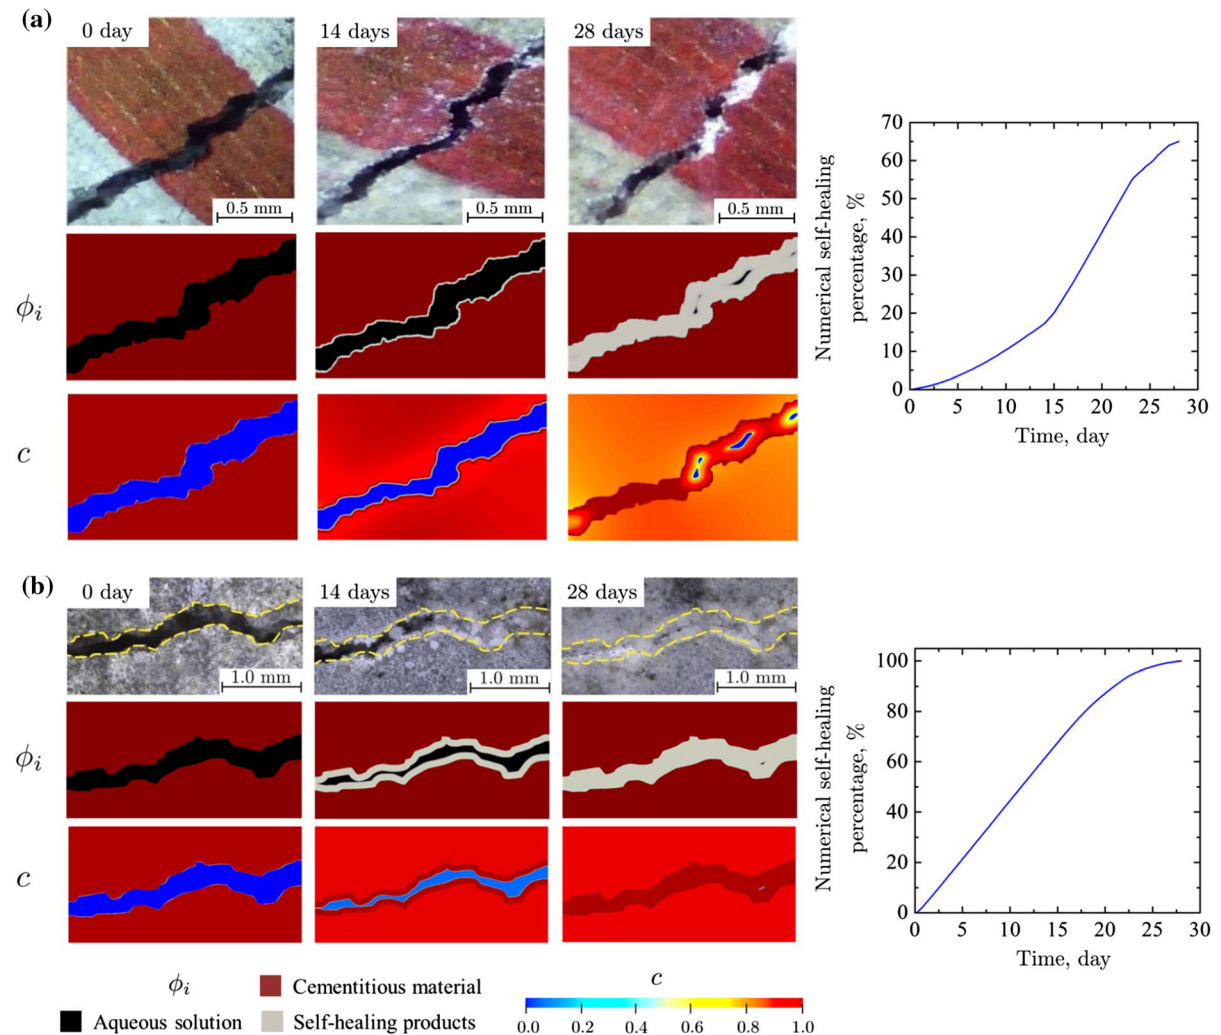 (a)
0 day
14 days
28 days
0.5 mm
0.5 mm
0.5 mm
ϕi
c
Numerical self-healing
percentage, %
70
60
50
40
30
20
10
0
0 5 10 15 20 25 30
Time, day
(b)
0 day
14 days
28 days
1.0 mm
1.0 mm
1.0 mm
ϕi
c
Numerical self-healing
percentage, %
100
80
60
40
20
0
0 5 10 15 20 25 30
Time, day
ϕi
Cementitious material
Aqueous solution
Self-healing products
c
0.0 0.2 0.4 0.6 0.8 1.0